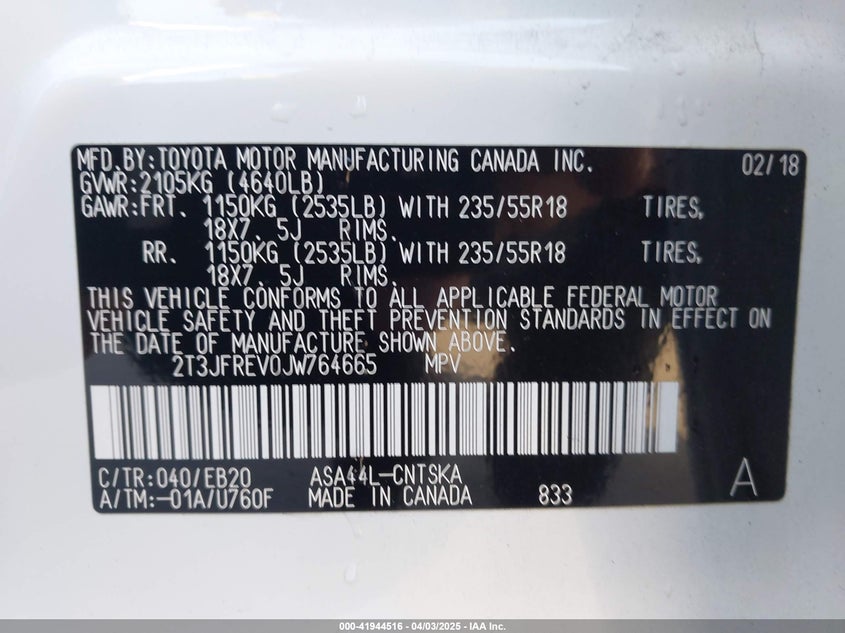 MFD.BY:TOYOTA MOTOR MANUFACTURING CANADA INC. 02/18
GVWR:2105KG (4640LB)
GAWR:FRT. 1150KG (2535LB) WITH 235/55R18 TIRES,
18X7. 5J RIMS.
RR. 1150KG (2535LB) WITH 235/55R18 TIRES,
18X7. 5J RIMS.
THIS VEHICLE CONFORMS TO ALL APPLICABLE FEDERAL MOTOR
VEHICLE SAFETY AND THEFT PREVENTION STANDARDS IN EFFECT ON
THE DATE OF MANUFACTURE SHOWN ABOVE.
2T3JFREV0JW764665 MPV
C/TR:040/EB20 ASA44L-CNTSKA
A/TM:-01A/U760F MADE IN CANADA 833 A
000-41944516 - 04/03/2025 - IAA Inc.